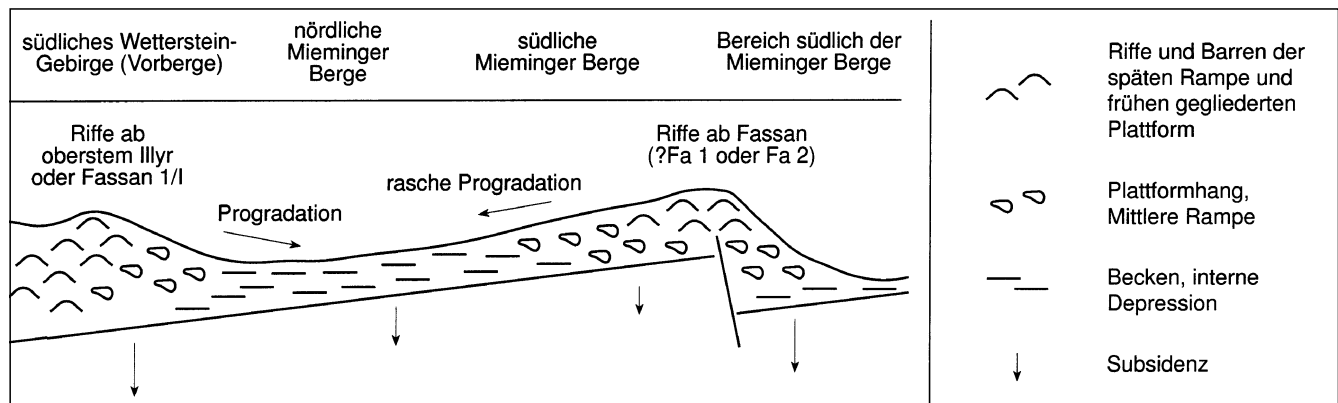 südliches Wetterstein-
Gebirge (Vorberge)
nördliche
Mieminger
Berge
südliche
Mieminger Berge
Bereich südlich der
Mieminger Berge
Riffe ab
oberstem Illyr
oder Fassan 1/I
Progradation
rasche Progradation
Riffe ab Fassan
(?Fa 1 oder Fa 2)
Riffe und Barren der
späten Rampe und
frühen gegliederten
Plattform
Plattformhang,
Mittlere Rampe
Becken, interne
Depression
Subsidenz